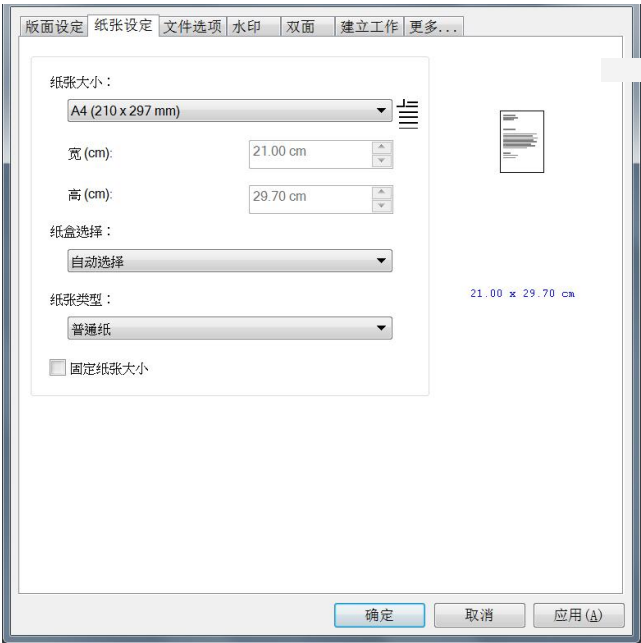 版面设定 纸张设定 文件选项 水印 双面 建立工作 更多...
纸张大小：
A4 (210 x 297 mm)
宽(cm): 21.00 cm
高(cm): 29.70 cm
纸盒选择：
自动选择
21.00 x 29.70 cm
纸张类型：
普通纸
固定纸张大小
确定 取消 应用(A)